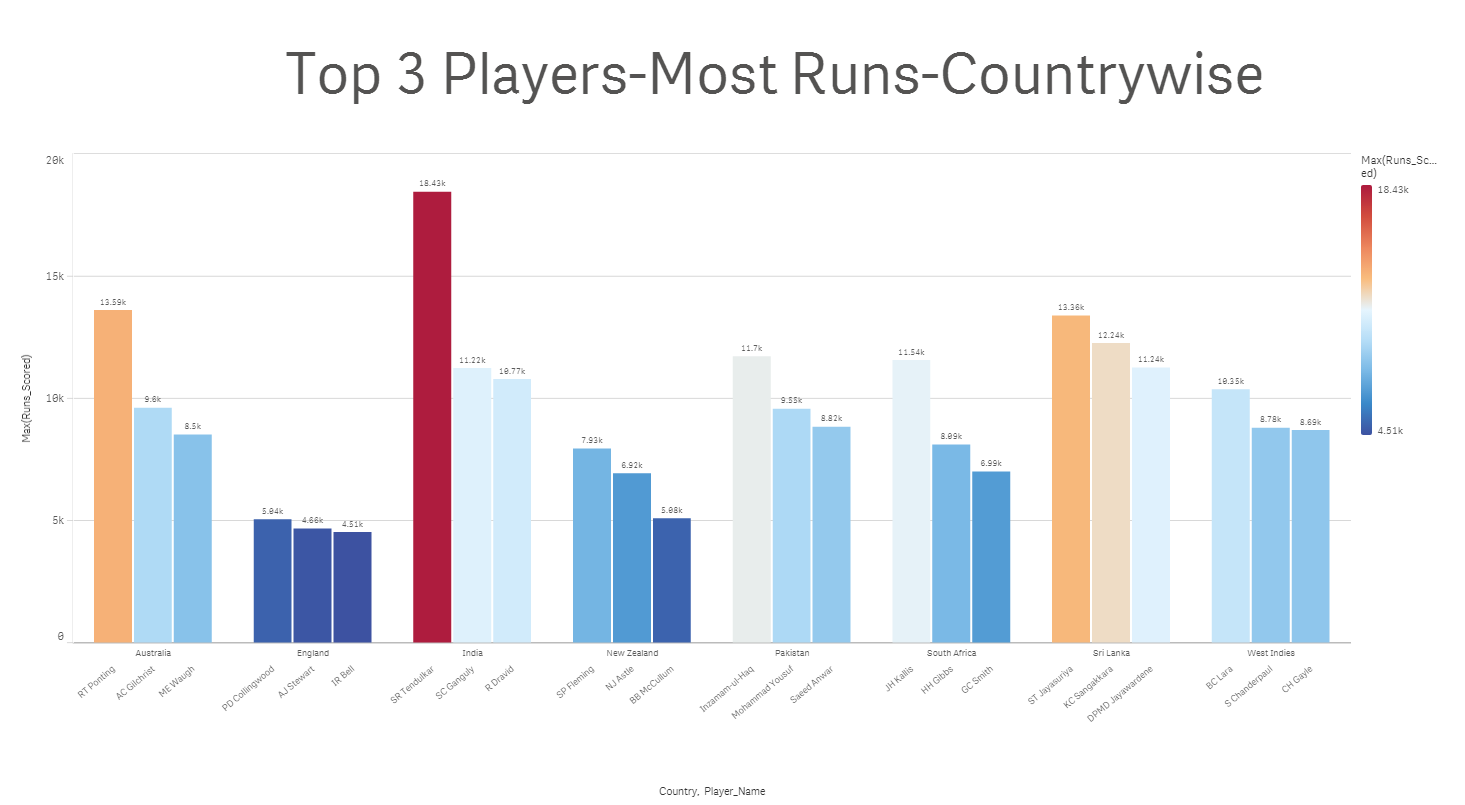 Top 3 Players-Most Runs-Countrywise
Max(Runs_Sc...
ed)
18.43k
4.51k
Max(Runs_Scored)
20k
15k
10k
5k
0
13.59k
9.6k
8.5k
5.04k
4.66k
4.51k
18.43k
11.22k
10.77k
7.93k
6.92k
5.08k
11.7k
9.55k
8.82k
11.54k
8.09k
6.99k
13.36k
12.24k
11.24k
10.35k
8.78k
8.69k
Australia
England
India
New Zealand
Pakistan
South Africa
Sri Lanka
West Indies
RT Ponting
AC Gilchrist
ME Waugh
PD Collingwood
AJ Stewart
IR Bell
SR Tendulkar
SC Ganguly
R Dravid
SP Fleming
NJ Astle
BB McCullum
Inzamam-ul-Haq
Mohammad Yousuf
Saeed Anwar
JH Kallis
HH Gibbs
GC Smith
ST Jayasuriya
KC Sangakkara
DPMD Jayawardene
BC Lara
S Chanderpaul
CH Gayle
Country, Player_Name